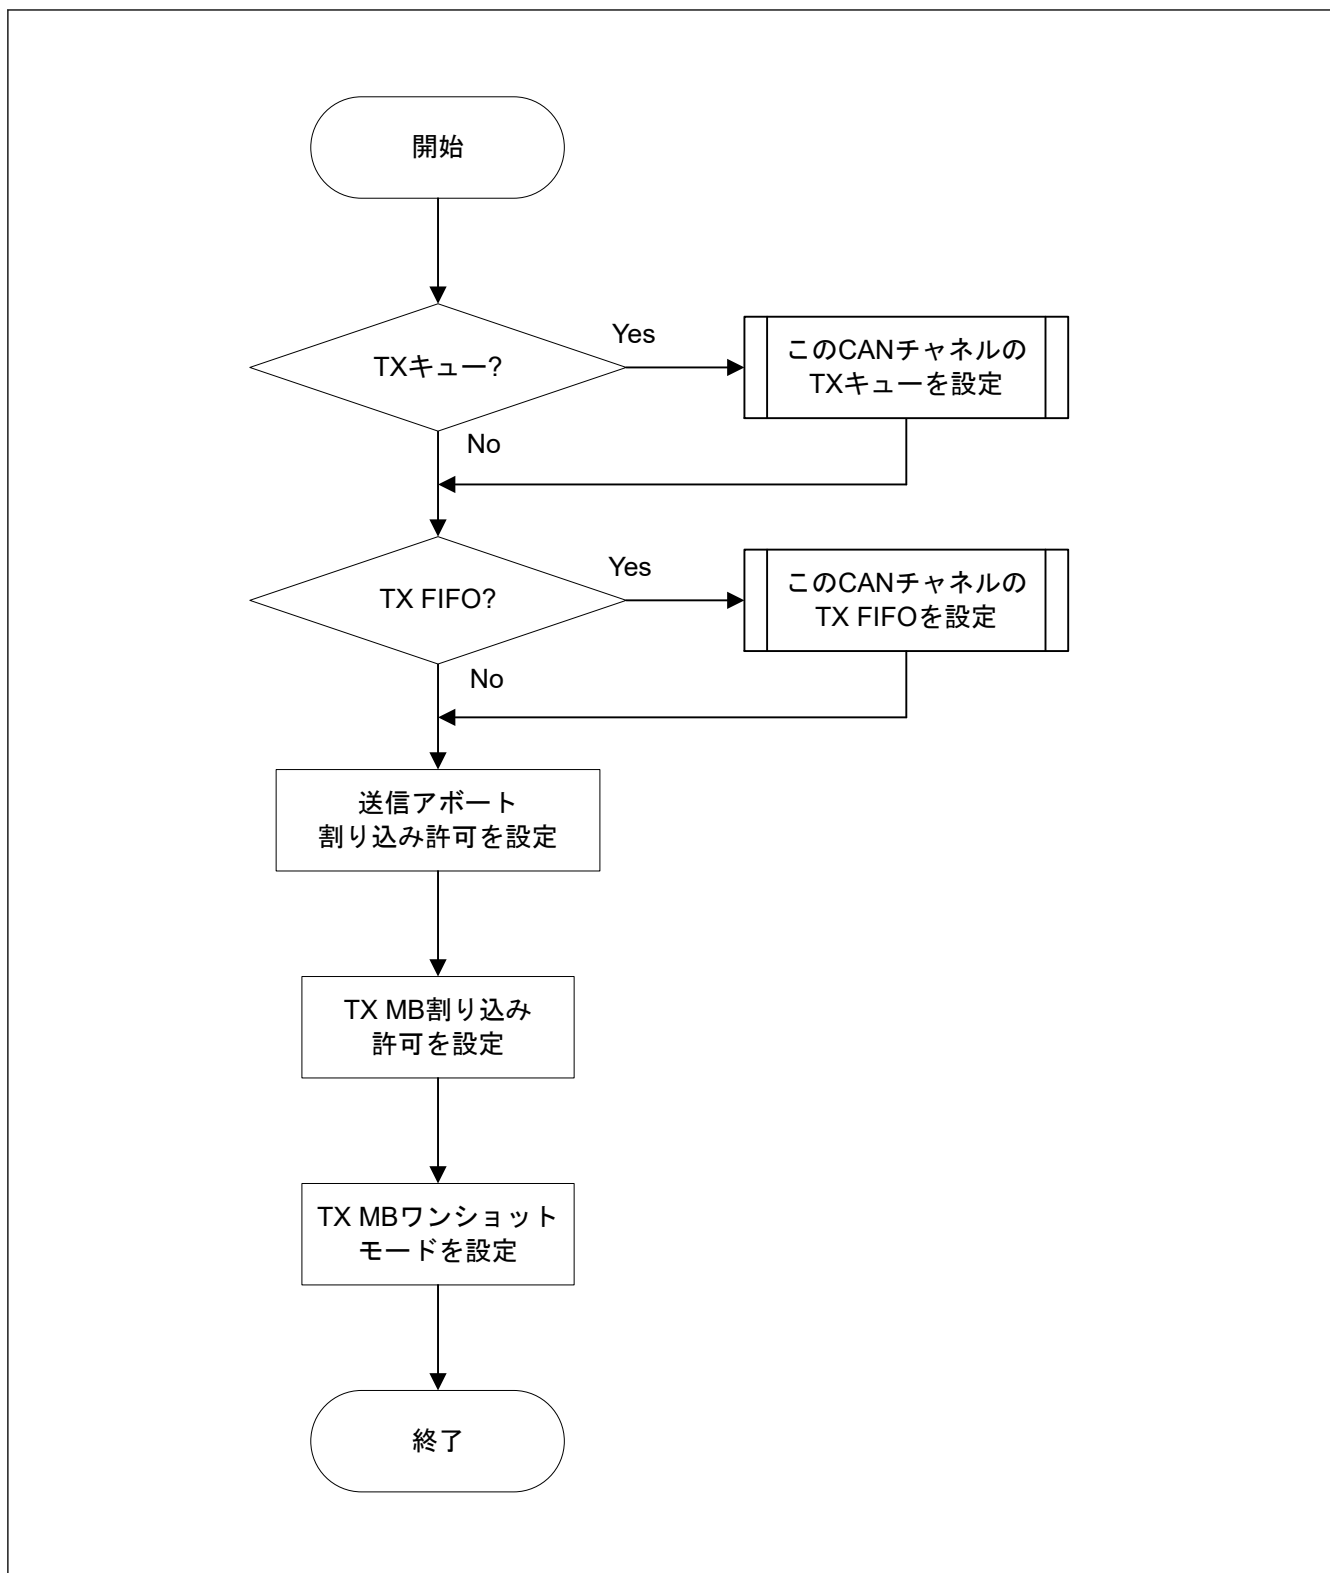 開始
TXキュー?
Yes
このCANチャネルの
TXキューを設定
No
TX FIFO?
Yes
このCANチャネルの
TX FIFOを設定
No
送信アボート
割り込み許可を設定
TX MB割り込み
許可を設定
TX MBワンショット
モードを設定
終了